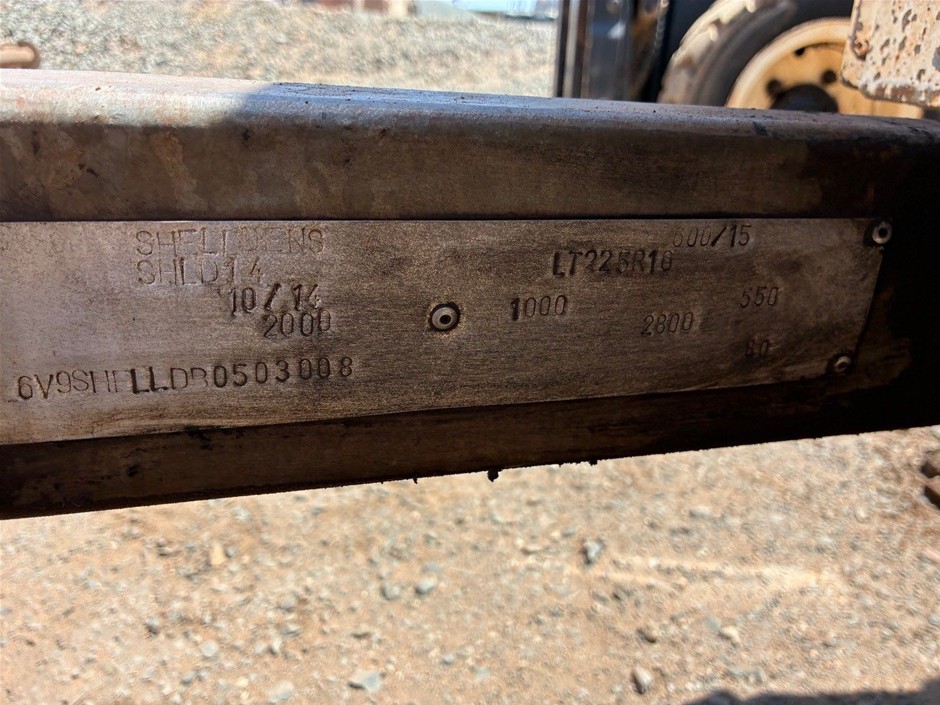 SHELLDENS 600/15
SHLD14 LT225R16
10/14 1000 550
2000 2800
80
6V9SHELLDB0503008